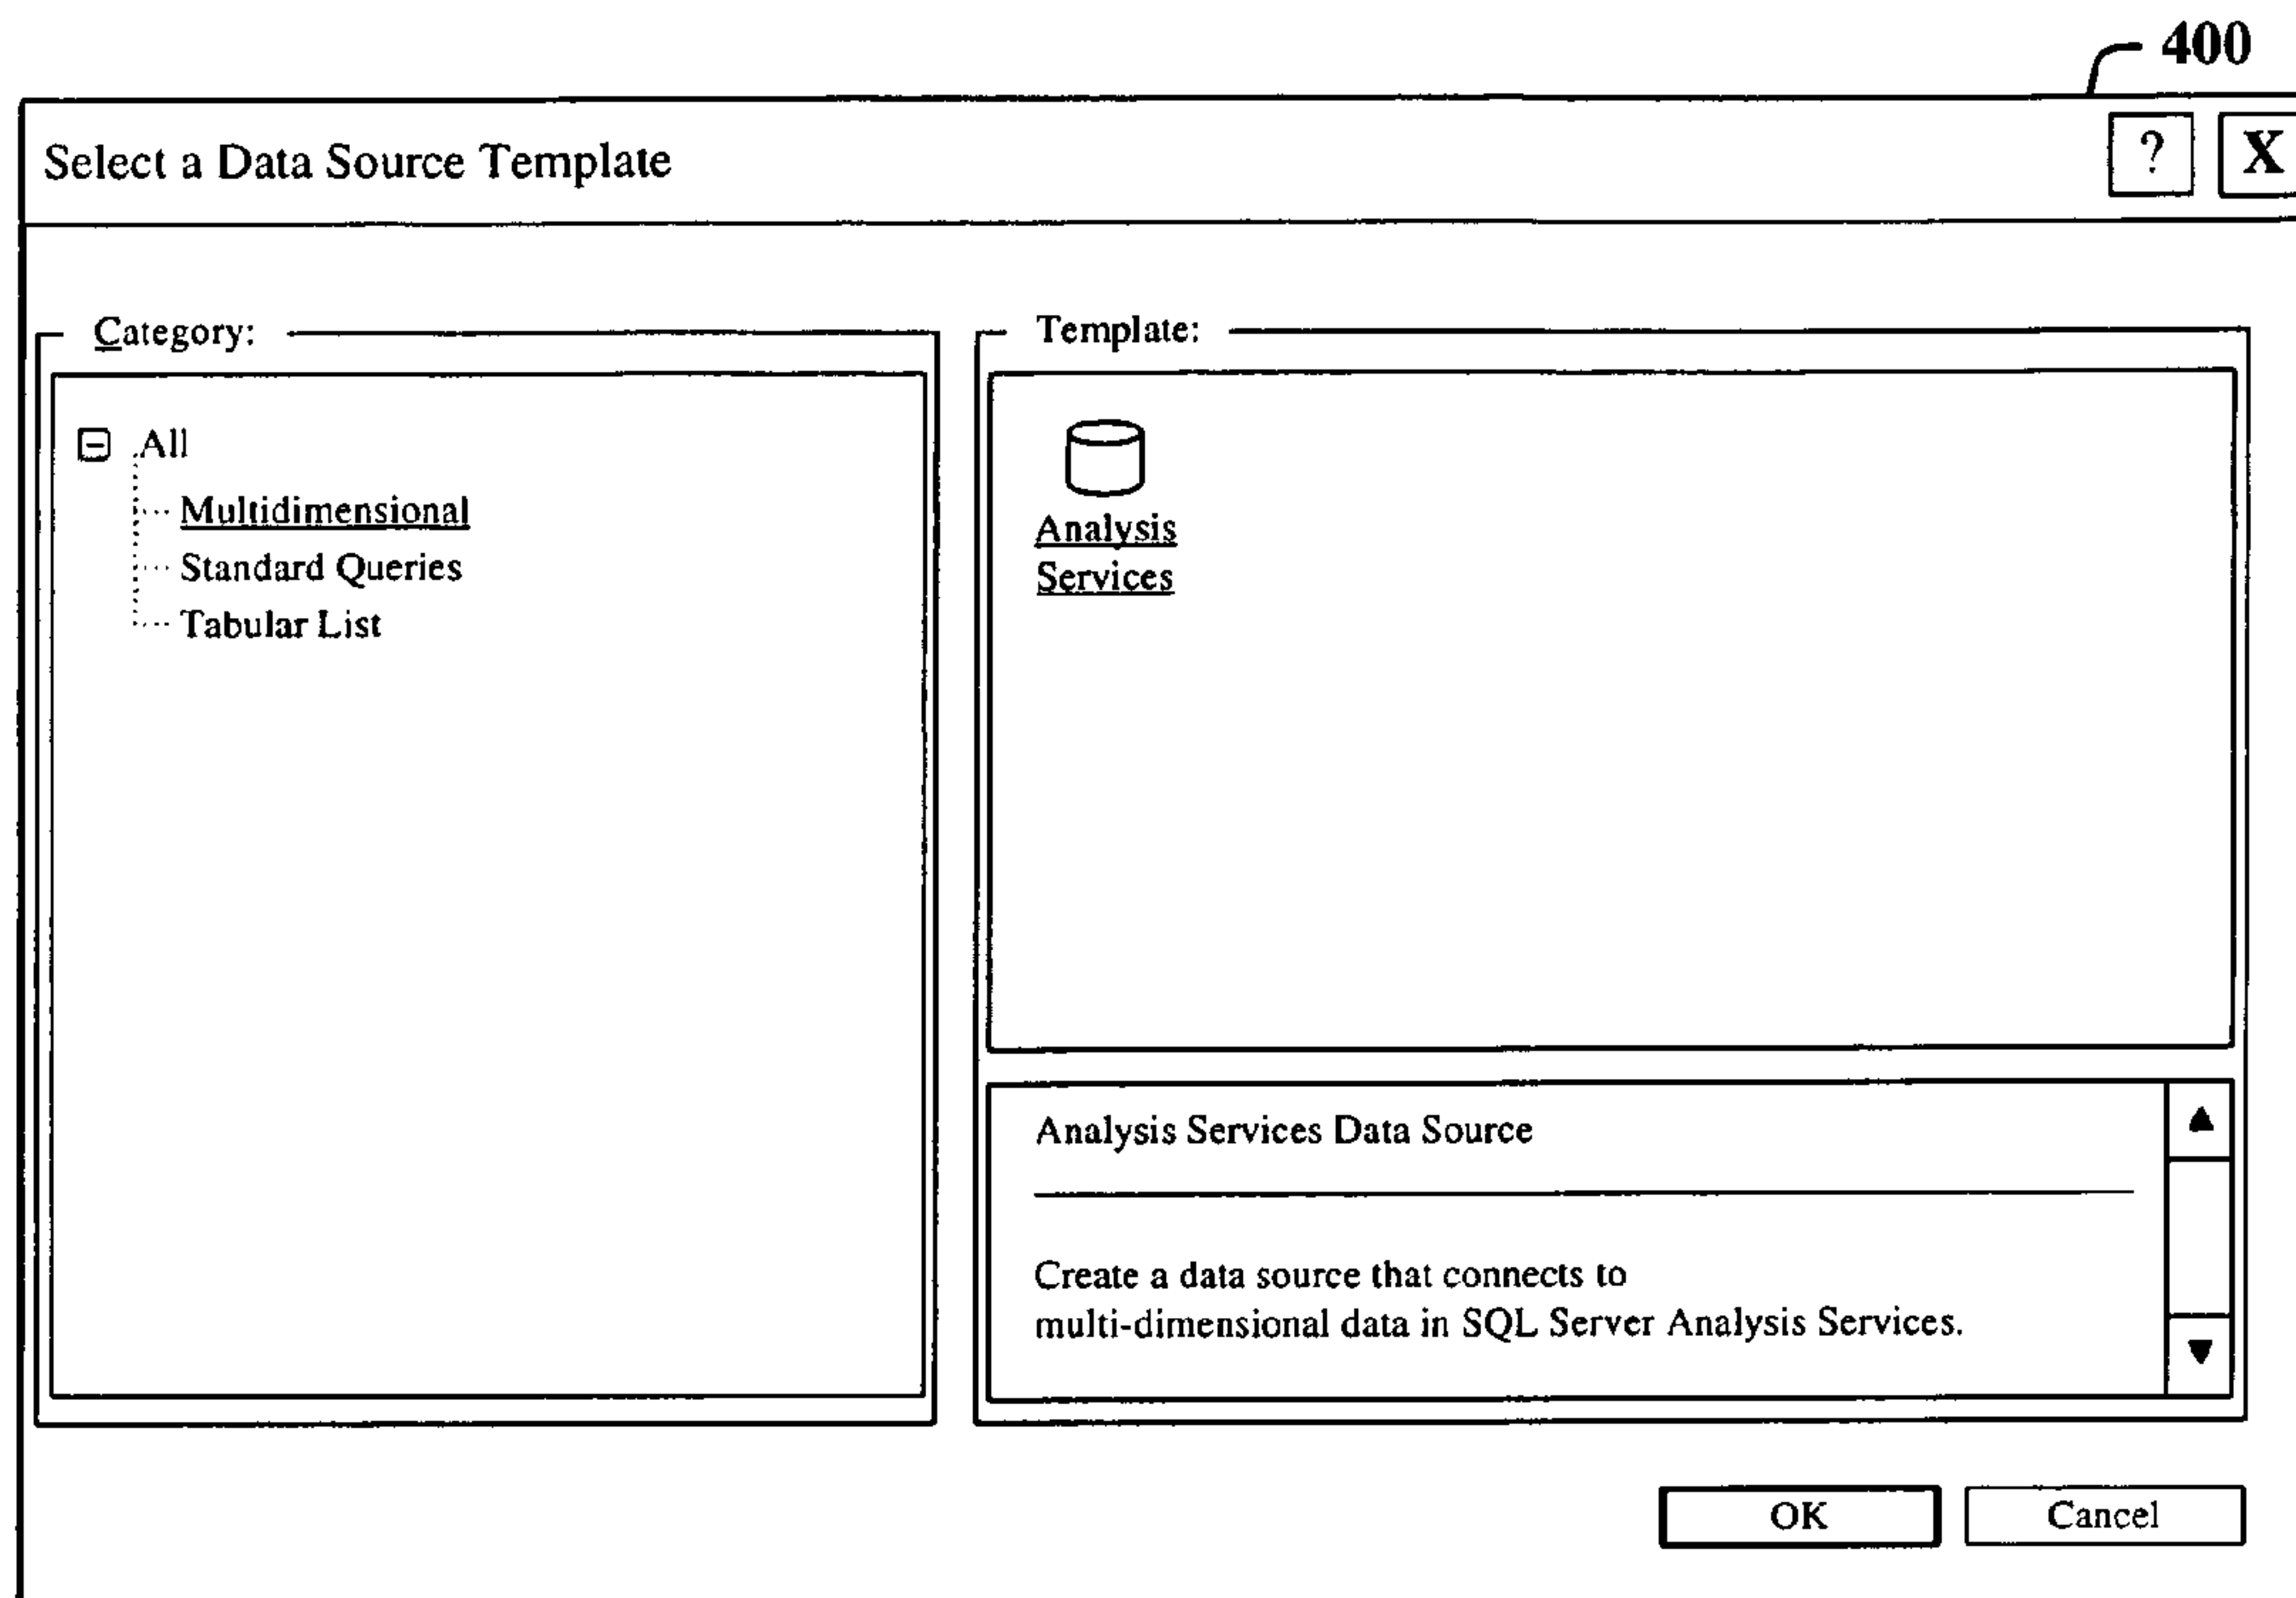 400
Select a Data Source Template
? X
Category:
All
Multidimensional
Standard Queries
Tabular List
Template:
Analysis
Services
Analysis Services Data Source
Create a data source that connects to
multi-dimensional data in SQL Server Analysis Services.
OK Cancel